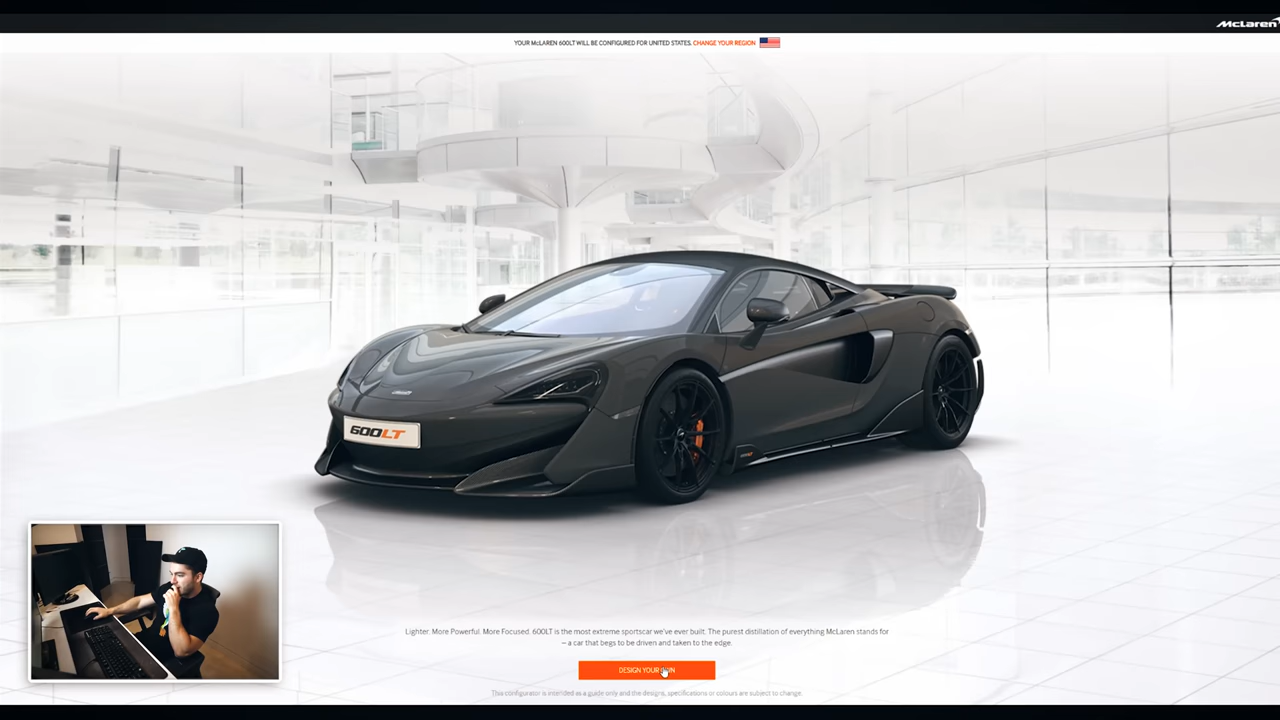 McLaren
YOUR McLAREN 600LT WILL BE CONFIGURED FOR UNITED STATES. CHANGE YOUR REGION
600LT
600LT
Lighter. More Powerful. More Focused. 600LT is the most extreme sportscar we've ever built. The purest distillation of everything McLaren stands for
– a car that begs to be driven and taken to the edge.
DESIGN YOUR OWN
This configurator is intended as a guide only and the designs, specifications or colours are subject to change.